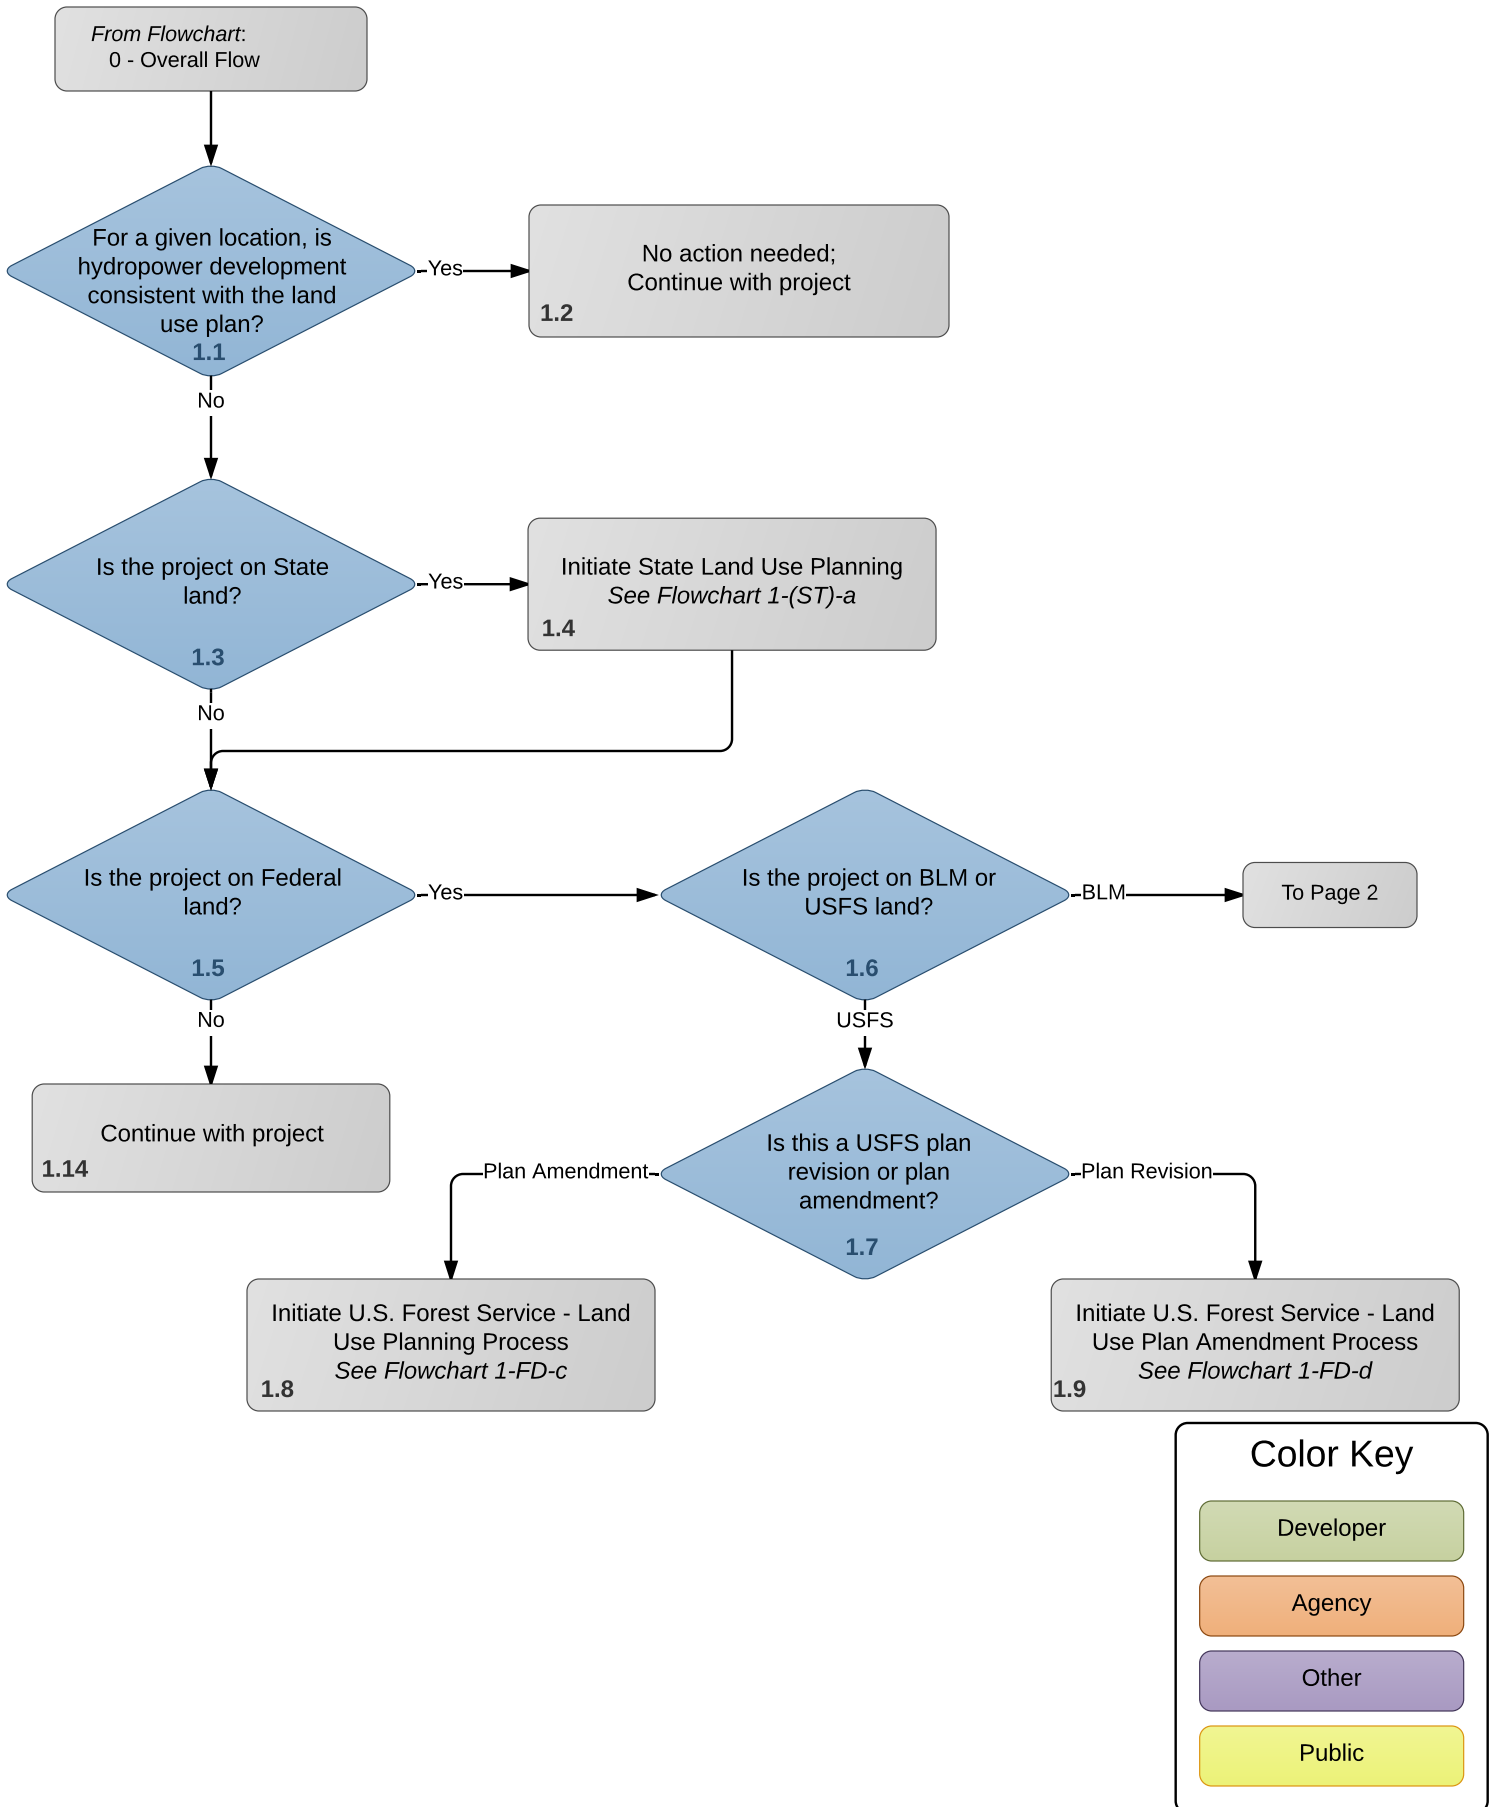 From Flowchart:
0 - Overall Flow
For a given location, is
hydropower development
consistent with the land
use plan?
1.1
Yes
No action needed;
Continue with project
1.2
No
Is the project on State
land?
1.3
Yes
Initiate State Land Use Planning
See Flowchart 1-(ST)-a
1.4
No
Is the project on Federal
land?
1.5
Yes
Is the project on BLM or
USFS land?
1.6
BLM
To Page 2
No
USFS
Continue with project
1.14
Is this a USFS plan
revision or plan
amendment?
1.7
Plan Amendment
Plan Revision
Initiate U.S. Forest Service - Land
Use Planning Process
See Flowchart 1-FD-c
1.8
Initiate U.S. Forest Service - Land
Use Plan Amendment Process
See Flowchart 1-FD-d
1.9
Color Key
Developer
Agency
Other
Public